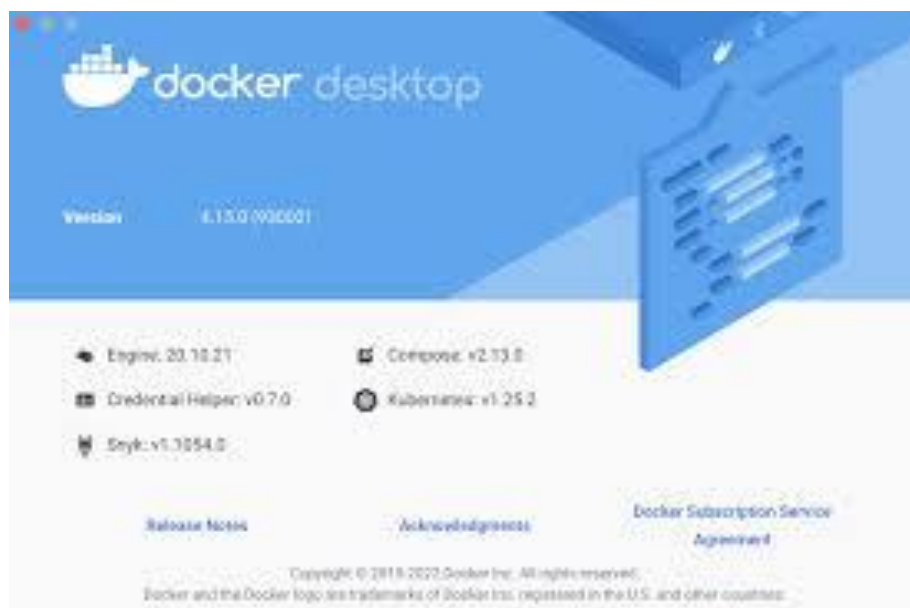 docker desktop
Version 4.15.0
Engine: 20.10.21
Compose: v2.13.0
Credential Helper: v0.7.0
Kubernetes: v1.25.2
Snyk: v1.1054.0
Release Notes
Acknowledgments
Docker Subscription Service
Agreement
Copyright © 2015-2022 Docker Inc. All rights reserved.
Docker and the Docker logo are trademarks of Docker Inc. registered in the U.S. and other countries.